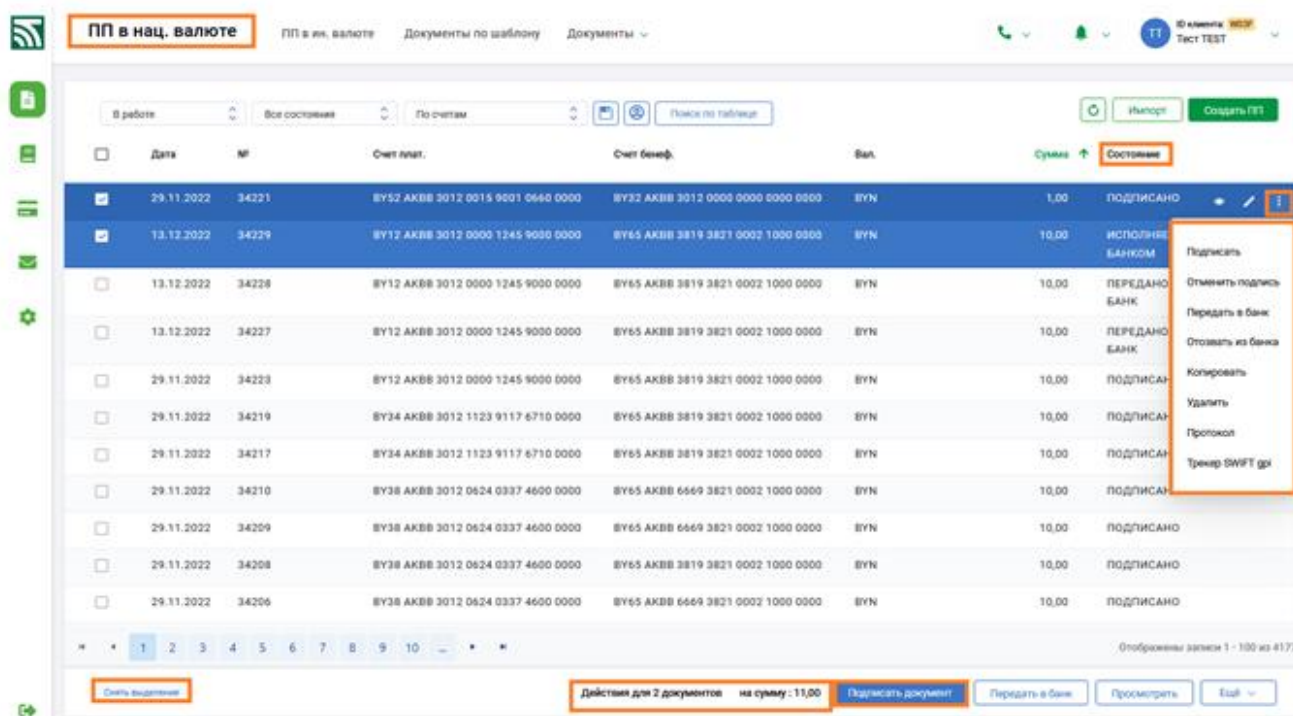 ПП в нац. валюте ПП в ин. валюте Документы по шаблону Документы ID клиента:
ТТ Тест TEST
В работе Все состояния По счетам Поиск по таблице Импорт Создать ПП
Дата № Счет плат. Счет бенеф. Вал. Сумма Состояние
29.11.2022 34221 BY52 AKBB 3012 0015 9001 0660 0000 BY32 AKBB 3012 0000 0000 0000 0000 BYN 1,00 ПОДПИСАНО
13.12.2022 34229 BY12 AKBB 3012 0000 1245 9000 0000 BY65 AKBB 3819 3821 0002 1000 0000 BYN 10,00 ИСПОЛНЯЕ
БАНКОМ
Подписать
13.12.2022 34228 BY12 AKBB 3012 0000 1245 9000 0000 BY65 AKBB 3819 3821 0002 1000 0000 BYN 10,00 ПЕРЕДАНО
БАНК
Отменить подпись
Передать в банк
13.12.2022 34227 BY12 AKBB 3012 0000 1245 9000 0000 BY65 AKBB 3819 3821 0002 1000 0000 BYN 10,00 ПЕРЕДАНО
БАНК
Отозвать из банка
Копировать
29.11.2022 34223 BY12 AKBB 3012 0000 1245 9000 0000 BY65 AKBB 3819 3821 0002 1000 0000 BYN 10,00 ПОДПИСАН
Удалить
29.11.2022 34219 BY34 AKBB 3012 1123 9117 6710 0000 BY65 AKBB 3819 3821 0002 1000 0000 BYN 10,00 ПОДПИСАН
Протокол
29.11.2022 34217 BY34 AKBB 3012 1123 9117 6710 0000 BY65 AKBB 3819 3821 0002 1000 0000 BYN 10,00 ПОДПИСАН
Трекер SWIFT gpi
29.11.2022 34210 BY38 AKBB 3012 0624 0337 4600 0000 BY65 AKBB 6669 3821 0002 1000 0000 BYN 10,00 ПОДПИСАН
29.11.2022 34209 BY38 AKBB 3012 0624 0337 4600 0000 BY65 AKBB 6669 3821 0002 1000 0000 BYN 10,00 ПОДПИСАНО
29.11.2022 34208 BY38 AKBB 3012 0624 0337 4600 0000 BY65 AKBB 3819 3821 0002 1000 0000 BYN 10,00 ПОДПИСАНО
29.11.2022 34206 BY38 AKBB 3012 0624 0337 4600 0000 BY65 AKBB 6669 3821 0002 1000 0000 BYN 10,00 ПОДПИСАНО
1 2 3 4 5 6 7 8 9 10 ... Отображены записи 1 - 100 из 417
Снять выделение Действия для 2 документов на сумму : 11,00 Подписать документ Передать в банк Просмотреть Ещё